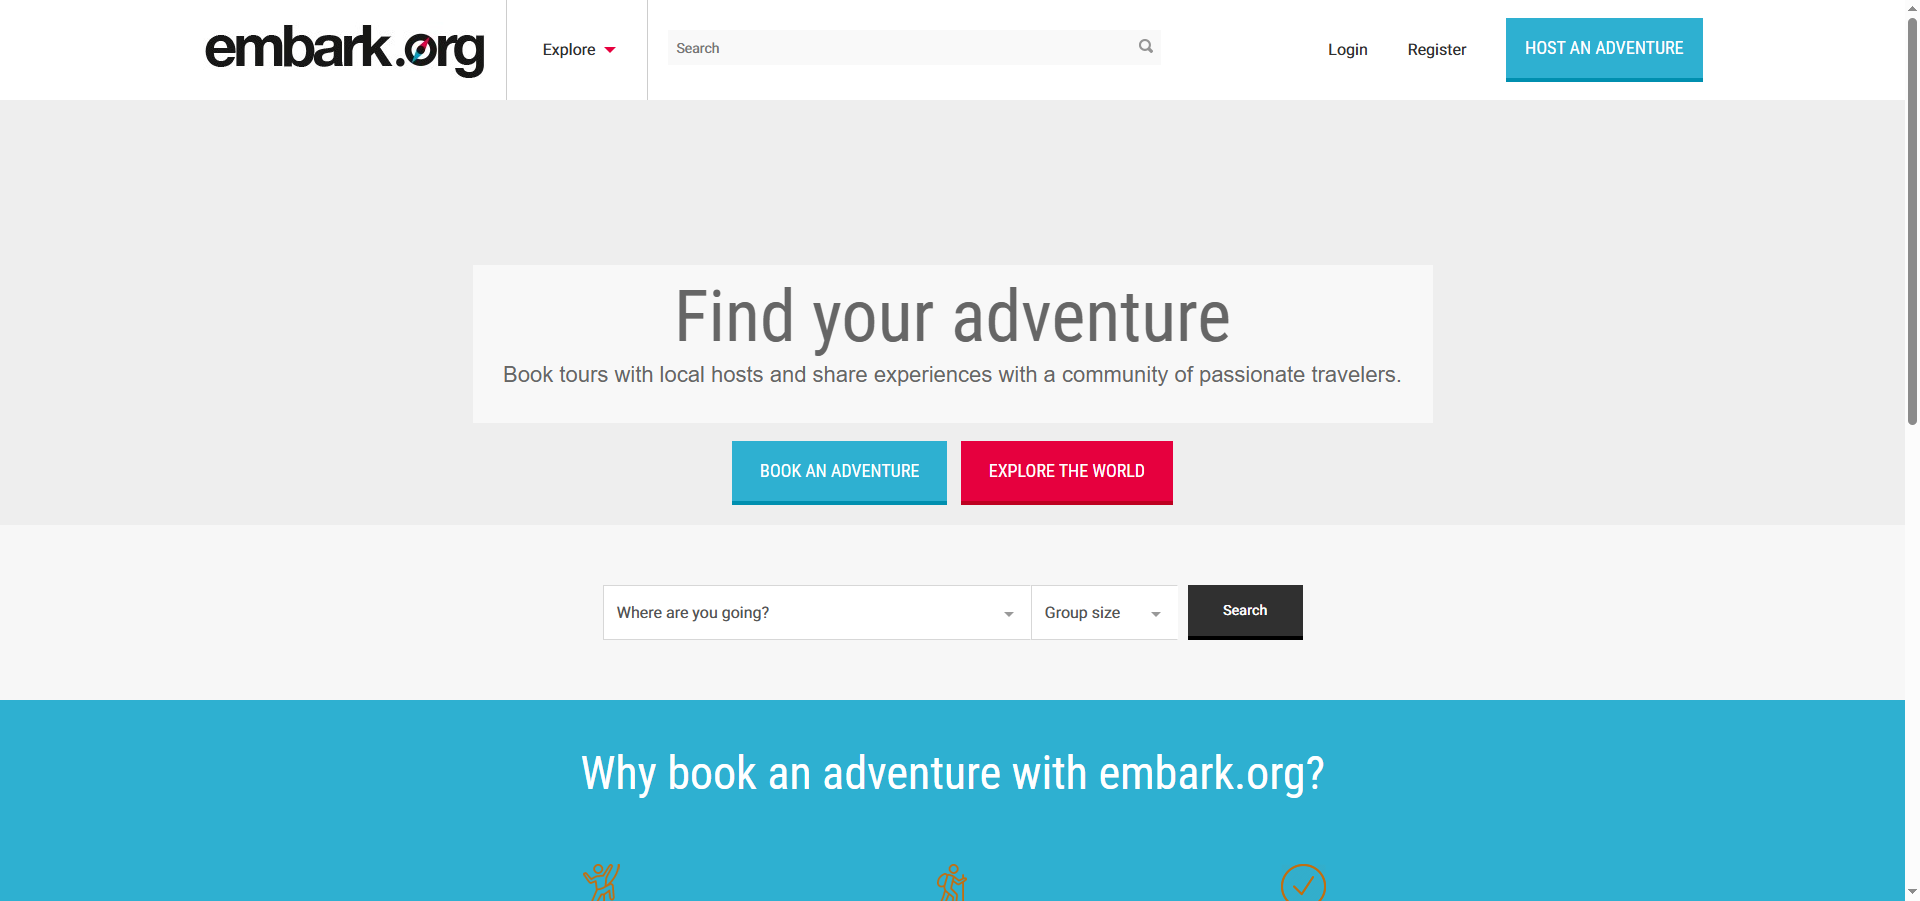 embark.org
Explore
Search
Login
Register
HOST AN ADVENTURE
Find your adventure
Book tours with local hosts and share experiences with a community of passionate travelers.
BOOK AN ADVENTURE
EXPLORE THE WORLD
Where are you going?
Group size
Search
Why book an adventure with embark.org?